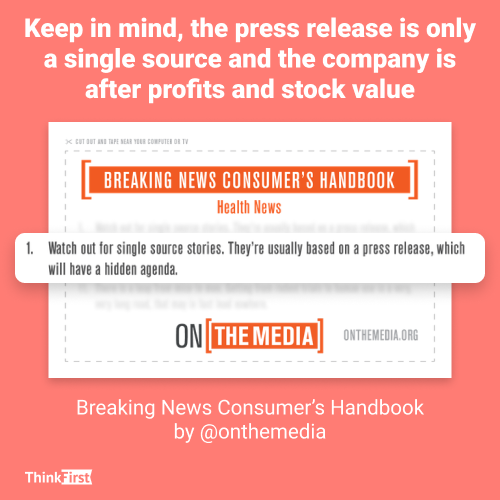 Keep in mind, the press release is only
a single source and the company is
after profits and stock value
CUT OUT AND TAPE NEAR YOUR COMPUTER OR TV
BREAKING NEWS CONSUMER'S HANDBOOK
Health News
1. Watch out for single source stories. They're usually based on a press release, which
will have a hidden agenda.
ON THE MEDIA
ONTHEMEDIA.ORG
Breaking News Consumer's Handbook
by @onthemedia
ThinkFirst